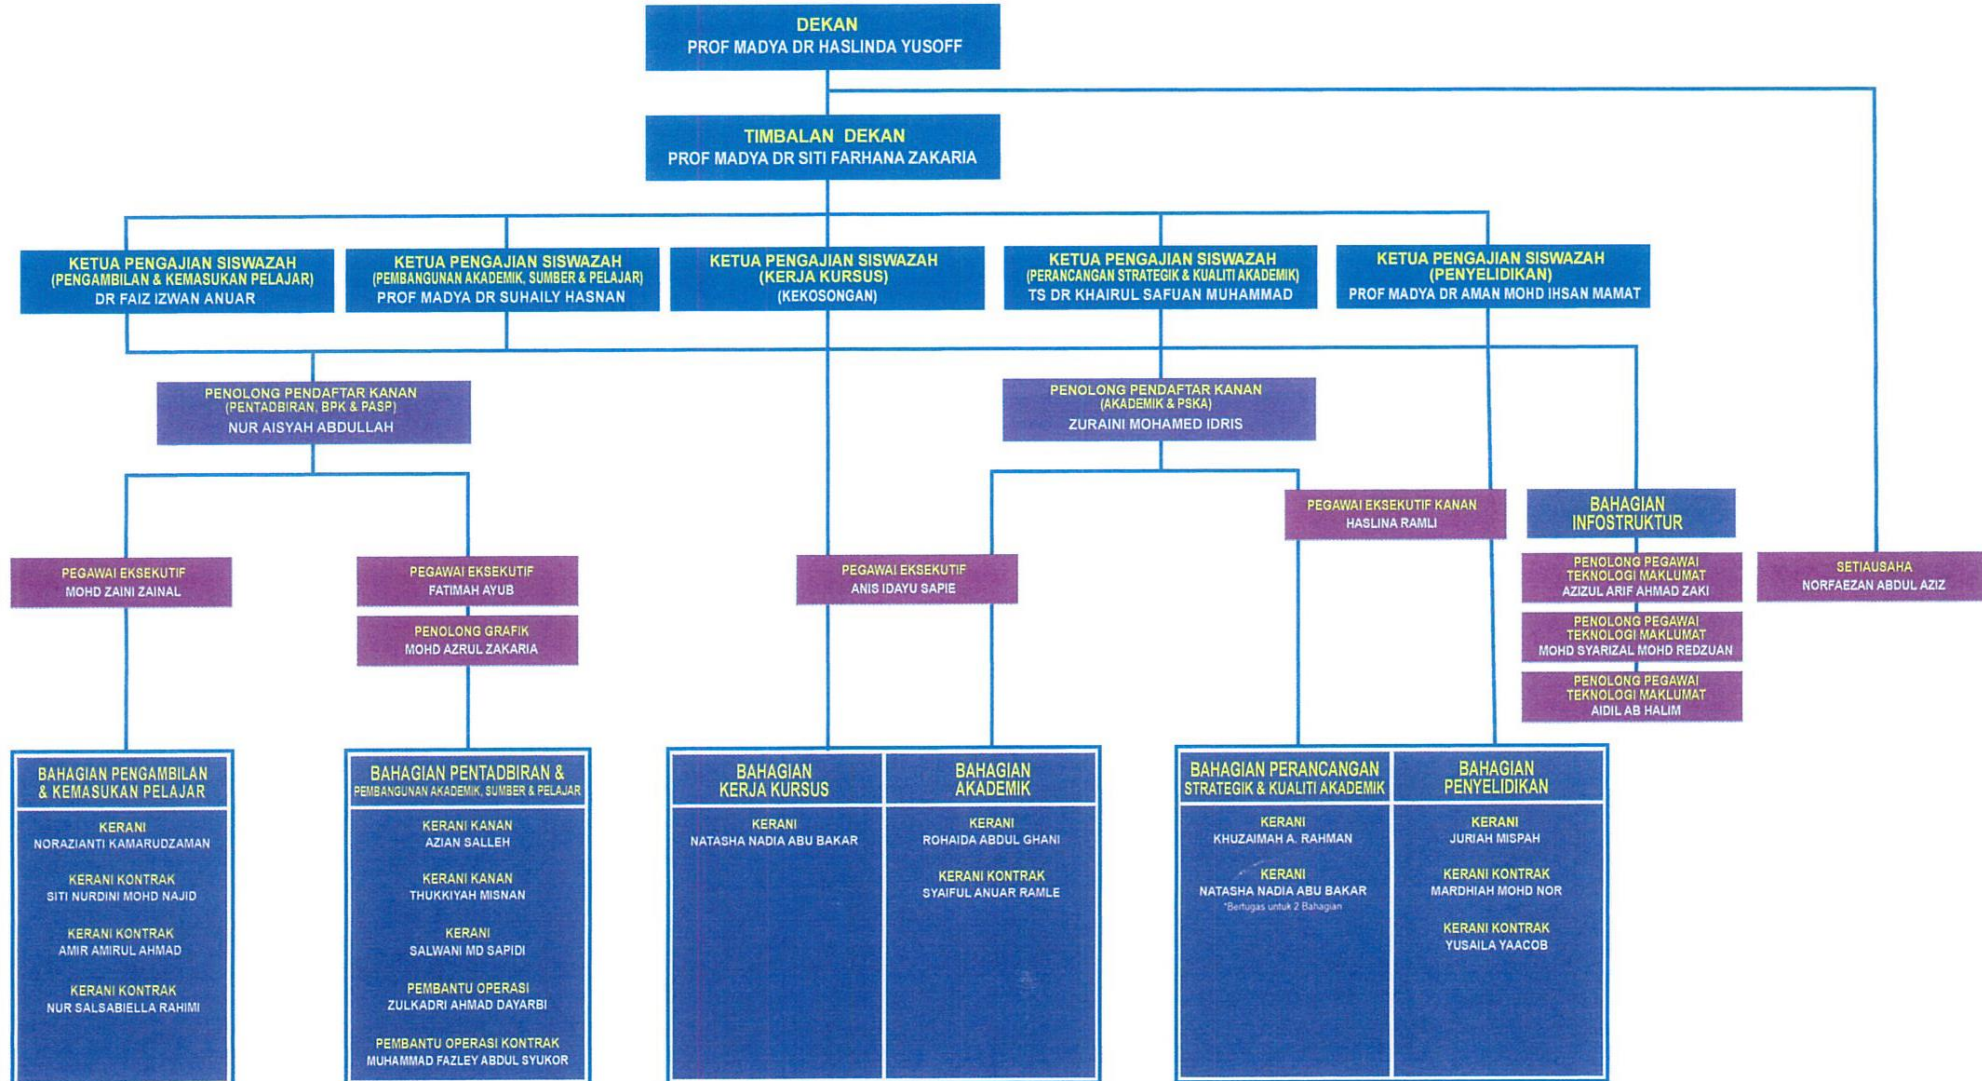 DEKAN
PROF MADYA DR HASLINDA YUSOFF
TIMBALAN DEKAN
PROF MADYA DR SITI FARHANA ZAKARIA
KETUA PENGAJIAN SISWAZAH
(PENGAMBILAN & KEMASUKAN PELAJAR)
DR FAIZ IZWAN ANUAR
KETUA PENGAJIAN SISWAZAH
(PEMBANGUNAN AKADEMIK, SUMBER & PELAJAR)
PROF MADYA DR SUHAILY HASNAN
KETUA PENGAJIAN SISWAZAH
(KERJA KURSUS)
(KEKOSONGAN)
KETUA PENGAJIAN SISWAZAH
(PERANCANGAN STRATEGIK & KUALITI AKADEMIK)
TS DR KHAIRUL SAFUAN MUHAMMAD
KETUA PENGAJIAN SISWAZAH
(PENYELIDIKAN)
PROF MADYA DR AMAN MOHD IHSAN MAMAT
PENOLONG PENDAFTAR KANAN
(PENTADBIRAN, BPK & PASP)
NUR AISYAH ABDULLAH
PENOLONG PENDAFTAR KANAN
(AKADEMIK & PSKA)
ZURAINI MOHAMED IDRIS
PEGAWAI EKSEKUTIF KANAN
HASLINA RAMLI
BAHAGIAN
INFOSTRUKTUR
PEGAWAI EKSEKUTIF
MOHD ZAINI ZAINAL
PEGAWAI EKSEKUTIF
FATIMAH AYUB
PENOLONG GRAFIK
MOHD AZRUL ZAKARIA
PEGAWAI EKSEKUTIF
ANIS IDAYU SAPIE
PENOLONG PEGAWAI
TEKNOLOGI MAKLUMAT
AZIZUL ARIF AHMAD ZAKI
PENOLONG PEGAWAI
TEKNOLOGI MAKLUMAT
MOHD SYARIZAL MOHD REDZUAN
PENOLONG PEGAWAI
TEKNOLOGI MAKLUMAT
AIDIL AB HALIM
SETIAUSAHA
NORFAEZAN ABDUL AZIZ
BAHAGIAN PENGAMBILAN
& KEMASUKAN PELAJAR
KERANI
NORAZIANTI KAMARUDZAMAN
KERANI KONTRAK
SITI NURDINI MOHD NAJID
KERANI KONTRAK
AMIR AMIRUL AHMAD
KERANI KONTRAK
NUR SALSABIELLA RAHIMI
BAHAGIAN PENTADBIRAN &
PEMBANGUNAN AKADEMIK, SUMBER & PELAJAR
KERANI KANAN
AZIAN SALLEH
KERANI KANAN
THUKKIYAH MISNAN
KERANI
SALWANI MD SAPIDI
PEMBANTU OPERASI
ZULKADRI AHMAD DAYARBI
PEMBANTU OPERASI KONTRAK
MUHAMMAD FAZLEY ABDUL SYUKOR
BAHAGIAN
KERJA KURSUS
KERANI
NATASHA NADIA ABU BAKAR
BAHAGIAN
AKADEMIK
KERANI
ROHAIDA ABDUL GHANI
KERANI KONTRAK
SYAIFUL ANUAR RAMLE
BAHAGIAN PERANCANGAN
STRATEGIK & KUALITI AKADEMIK
KERANI
KHUZAIMAH A. RAHMAN
KERANI
NATASHA NADIA ABU BAKAR
*Bertugas untuk 2 Bahagian
BAHAGIAN
PENYELIDIKAN
KERANI
JURIAH MISPAH
KERANI KONTRAK
MARDHIAH MOHD NOR
KERANI KONTRAK
YUSAILA YAACOB